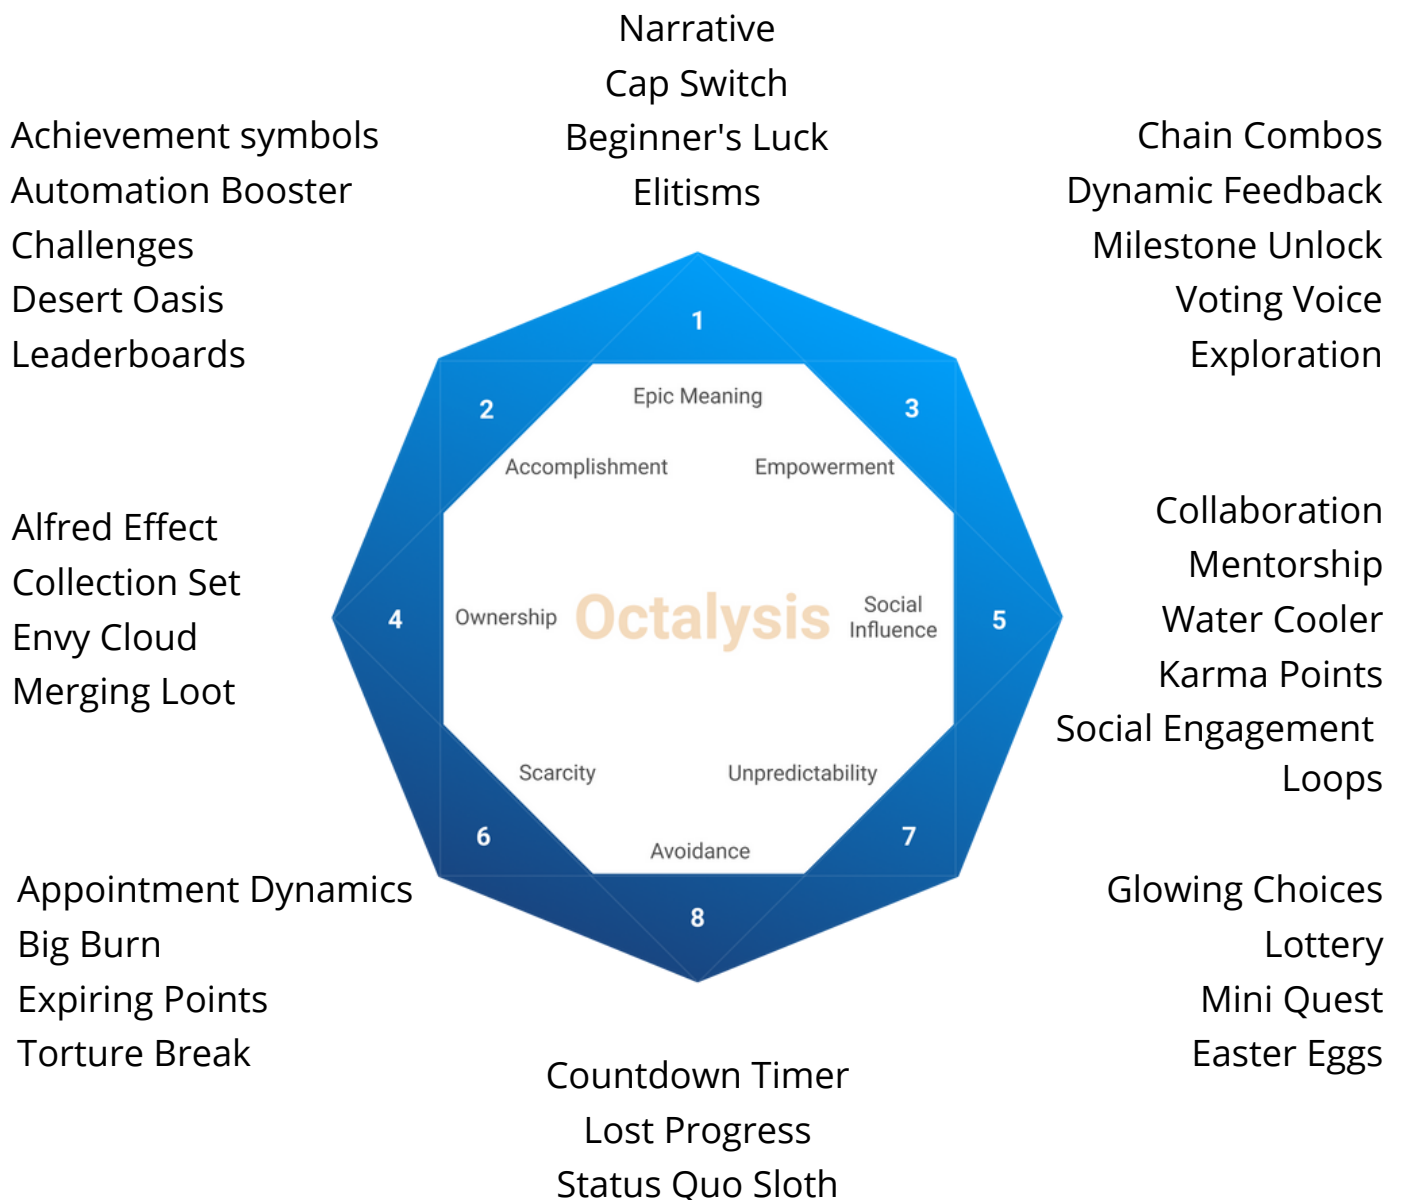 Narrative
Cap Switch
Beginner's Luck
Elitisms
Achievement symbols
Automation Booster
Challenges
Desert Oasis
Leaderboards
Chain Combos
Dynamic Feedback
Milestone Unlock
Voting Voice
Exploration
1
2
3
Epic Meaning
Accomplishment
Empowerment
Alfred Effect
Collection Set
Envy Cloud
Merging Loot
4
Ownership
Octalysis
Social
Influence
5
Collaboration
Mentorship
Water Cooler
Karma Points
Social Engagement
Loops
Scarcity
Unpredictability
Avoidance
6
7
8
Appointment Dynamics
Big Burn
Expiring Points
Torture Break
Glowing Choices
Lottery
Mini Quest
Easter Eggs
Countdown Timer
Lost Progress
Status Quo Sloth